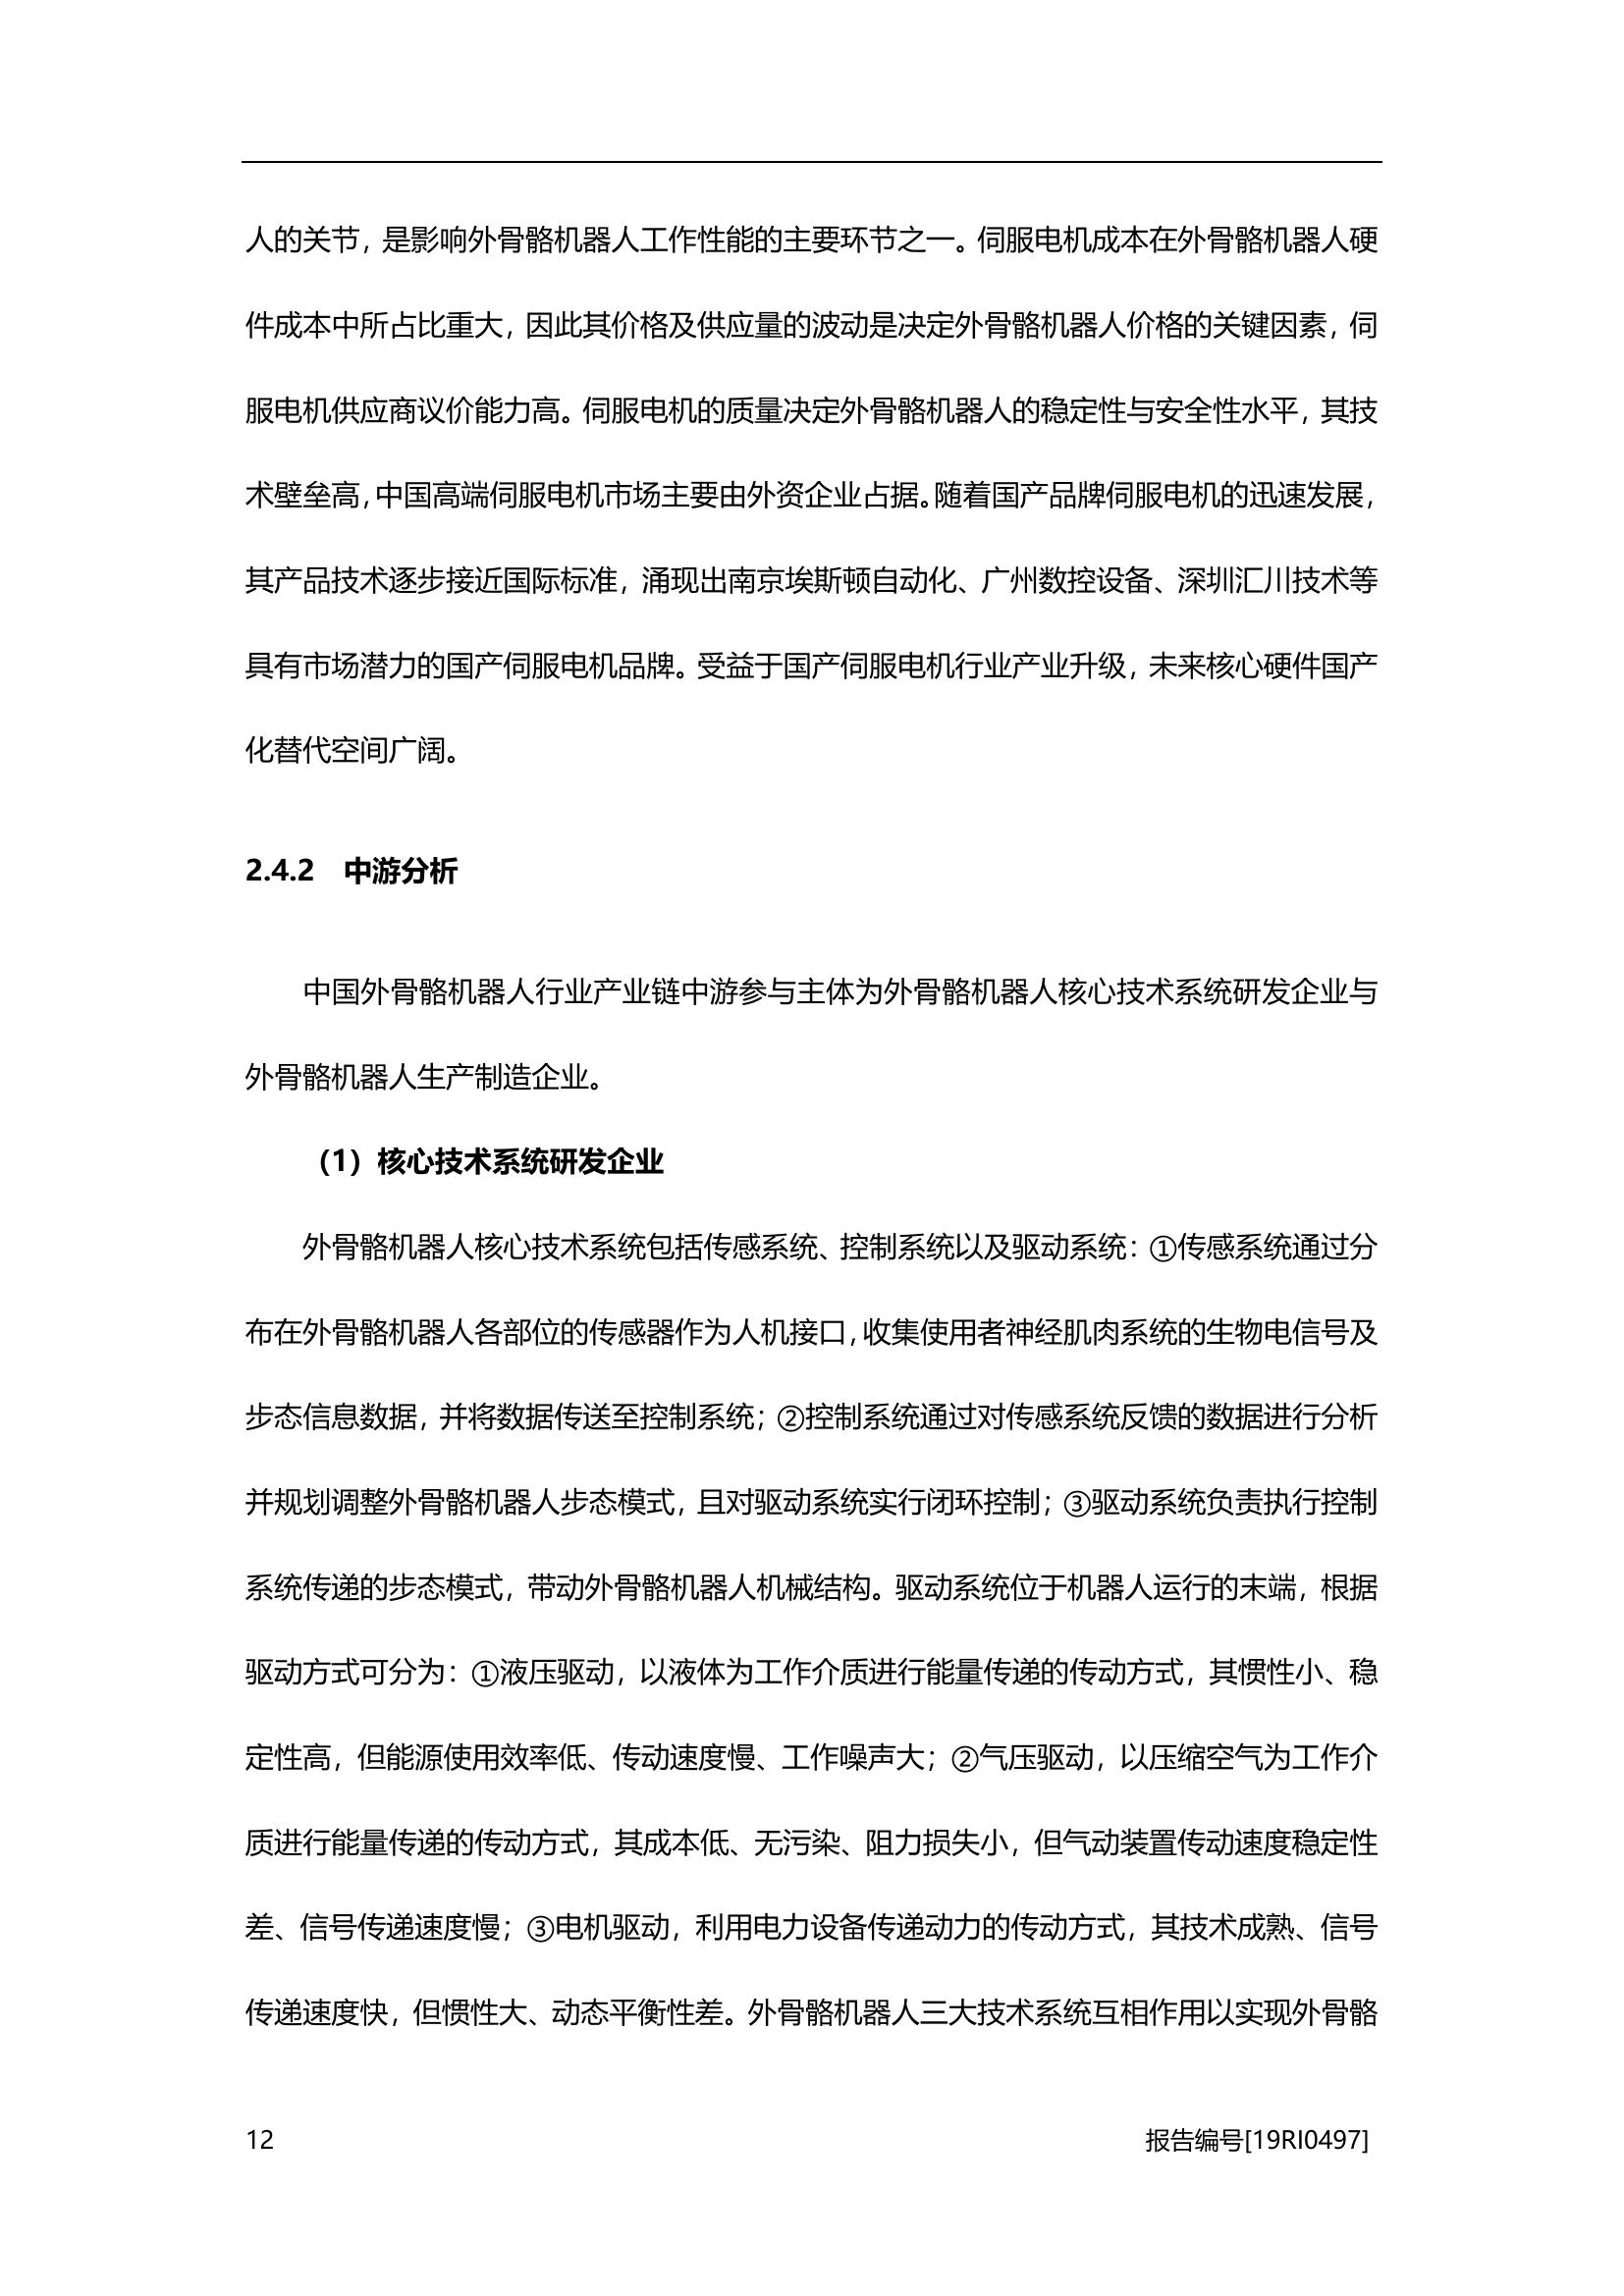 人的关节，是影响外骨骼机器人工作性能的主要环节之一。伺服电机成本在外骨骼机器人硬
件成本中所占比重大，因此其价格及供应量的波动是决定外骨骼机器人价格的关键因素，伺
服电机供应商议价能力高。伺服电机的质量决定外骨骼机器人的稳定性与安全性水平，其技
术壁垒高，中国高端伺服电机市场主要由外资企业占据。随着国产品牌伺服电机的迅速发展，
其产品技术逐步接近国际标准，涌现出南京埃斯顿自动化、广州数控设备、深圳汇川技术等
具有市场潜力的国产伺服电机品牌。受益于国产伺服电机行业产业升级，未来核心硬件国产
化替代空间广阔。
2.4.2 中游分析
中国外骨骼机器人行业产业链中游参与主体为外骨骼机器人核心技术系统研发企业与
外骨骼机器人生产制造企业。
（1）核心技术系统研发企业
外骨骼机器人核心技术系统包括传感系统、控制系统以及驱动系统：①传感系统通过分
布在外骨骼机器人各部位的传感器作为人机接口，收集使用者神经肌肉系统的生物电信号及
步态信息数据，并将数据传送至控制系统；②控制系统通过对传感系统反馈的数据进行分析
并规划调整外骨骼机器人步态模式，且对驱动系统实行闭环控制；③驱动系统负责执行控制
系统传递的步态模式，带动外骨骼机器人机械结构。驱动系统位于机器人运行的末端，根据
驱动方式可分为：①液压驱动，以液体为工作介质进行能量传递的传动方式，其惯性小、稳
定性高，但能源使用效率低、传动速度慢、工作噪声大；②气压驱动，以压缩空气为工作介
质进行能量传递的传动方式，其成本低、无污染、阻力损失小，但气动装置传动速度稳定性
差、信号传递速度慢；③电机驱动，利用电力设备传递动力的传动方式，其技术成熟、信号
传递速度快，但惯性大、动态平衡性差。外骨骼机器人三大技术系统互相作用以实现外骨骼
12 报告编号[19RI0497]